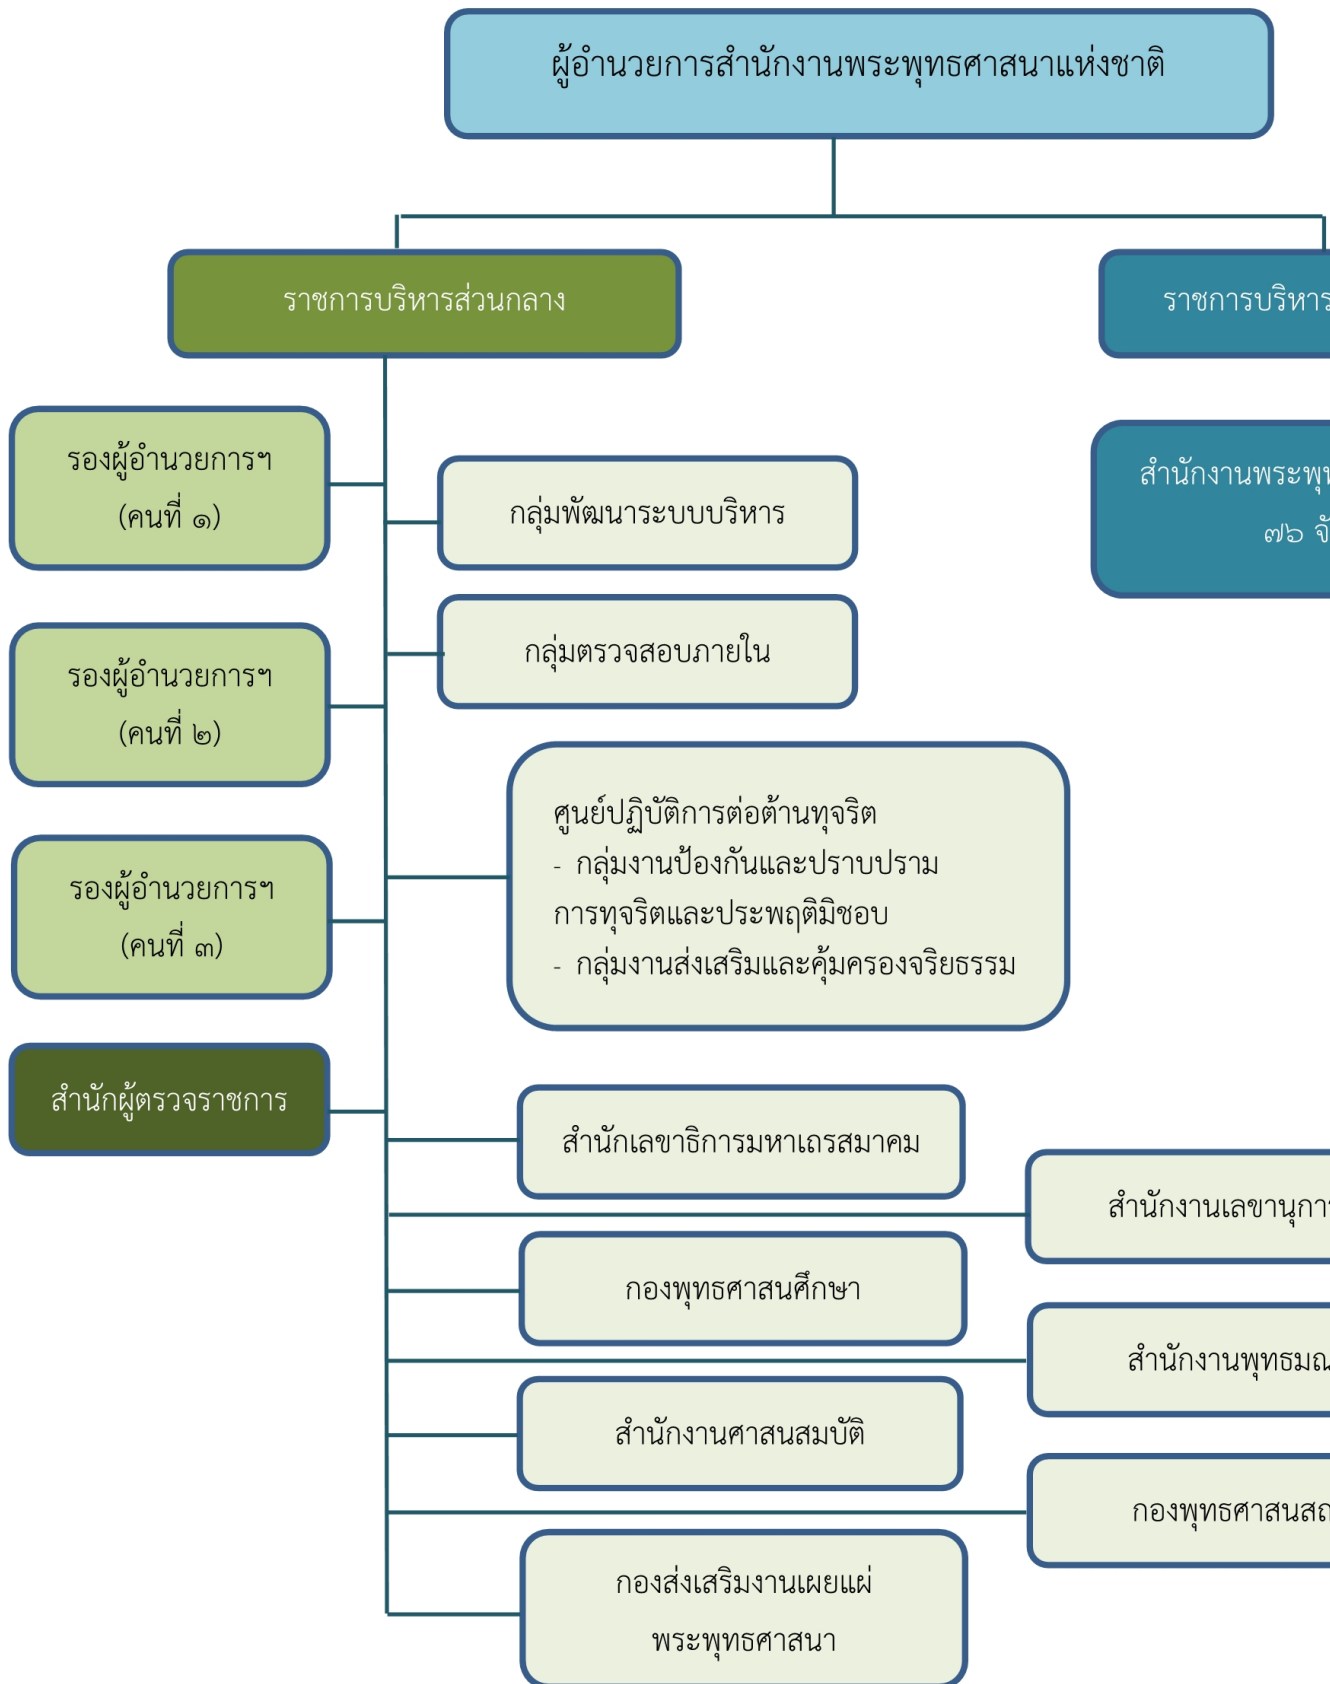 ผู้อำนวยการสำนักงานพระพุทธศาสนาแห่งชาติ
ราชการบริหารส่วนกลาง
ราชการบริหาร
รองผู้อำนวยการฯ
(คนที่ ๑)
กลุ่มพัฒนาระบบบริหาร
สำนักงานพระพุท
๗๖ จั
กลุ่มตรวจสอบภายใน
รองผู้อำนวยการฯ
(คนที่ ๒)
ศูนย์ปฏิบัติการต่อต้านทุจริต
- กลุ่มงานป้องกันและปราบปราม
การทุจริตและประพฤติมิชอบ
- กลุ่มงานส่งเสริมและคุ้มครองจริยธรรม
รองผู้อำนวยการฯ
(คนที่ ๓)
สำนักผู้ตรวจราชการ
สำนักเลขาธิการมหาเถรสมาคม
สำนักงานเลขานุการ
กองพุทธศาสนศึกษา
สำนักงานพุทธมณ
สำนักงานศาสนสมบัติ
กองพุทธศาสนสถ
กองส่งเสริมงานเผยแผ่
พระพุทธศาสนา